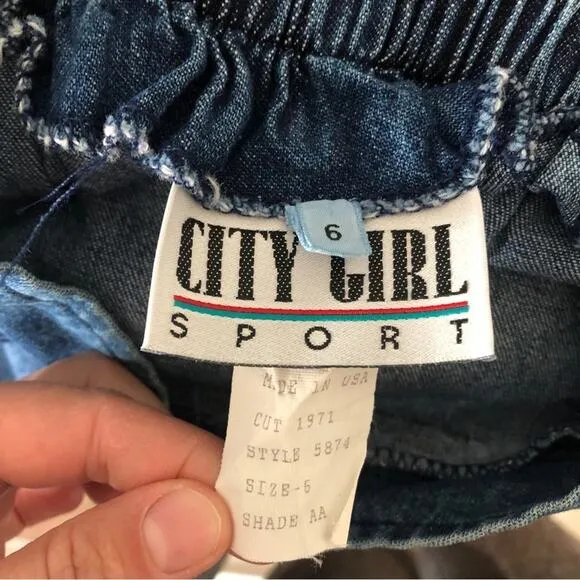 6
CITY GIRL
SPORT
MADE IN USA
CUT 1971
STYLE 5874
SIZE-6
SHADE AA